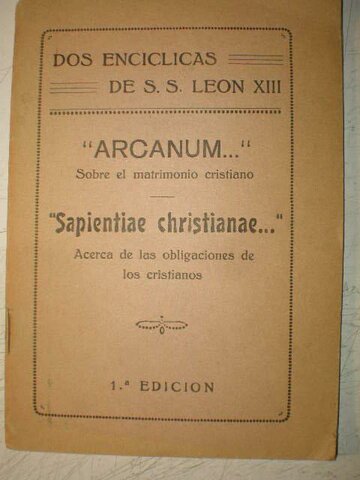 DOS ENCICLICAS
DE S. S. LEON XIII
"ARCANUM..."
Sobre el matrimonio cristiano
"Sapientiae christianae..."
Acerca de las obligaciones de
los cristianos
1.ª EDICION